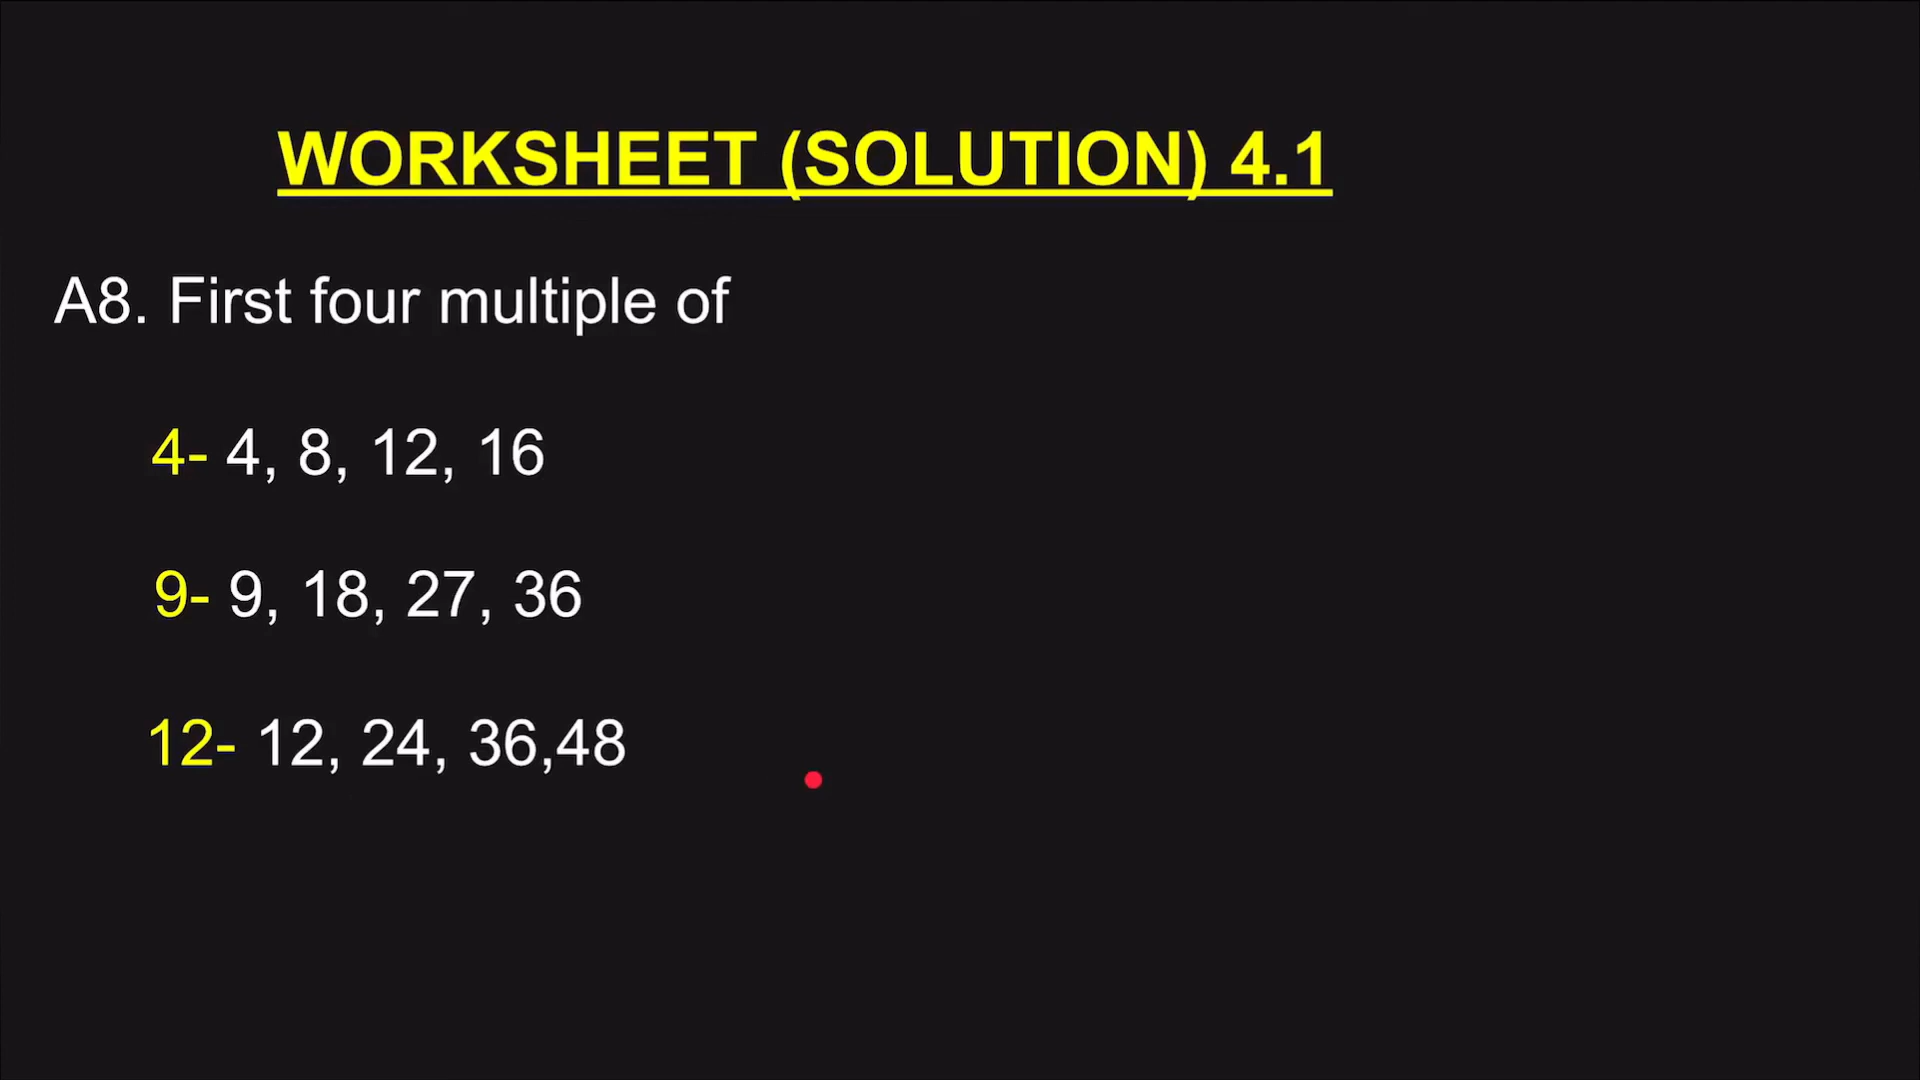 WORKSHEET (SOLUTION) 4.1
A8. First four multiple of
4- 4, 8, 12, 16
9- 9, 18, 27, 36
12- 12, 24, 36,48